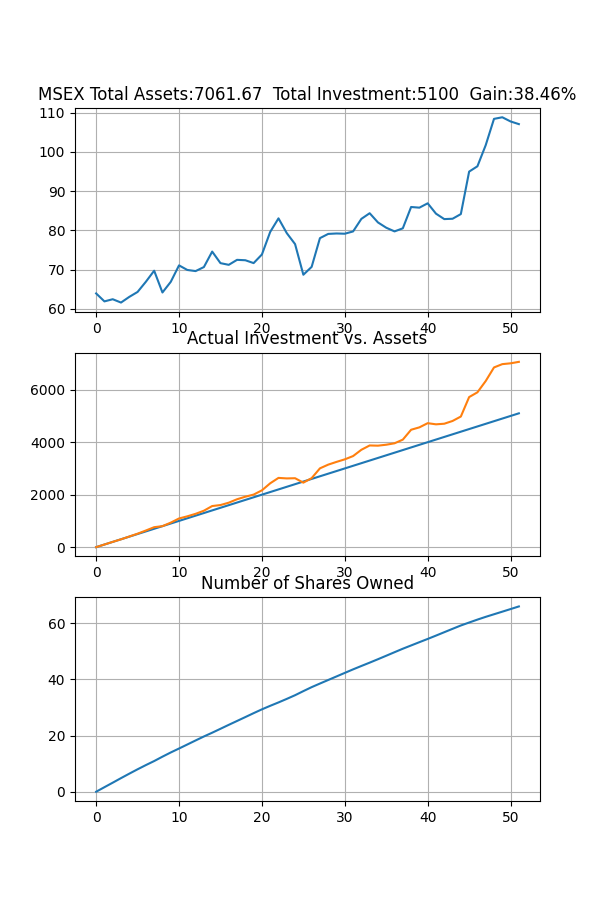 MSEX Total Assets:7061.67  Total Investment:5100  Gain:38.46%
110
100
90
80
70
60
0 10 20 30 40 50
Actual Investment vs. Assets
6000
4000
2000
0
0 10 20 30 40 50
Number of Shares Owned
60
40
20
0
0 10 20 30 40 50